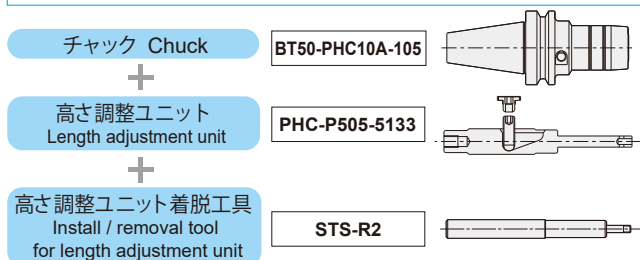 チャック Chuck
BT50-PHC10A-105
+
高さ調整ユニット
Length adjustment unit
PHC-P505-5133
+
高さ調整ユニット着脱工具
Install / removal tool
for length adjustment unit
STS-R2